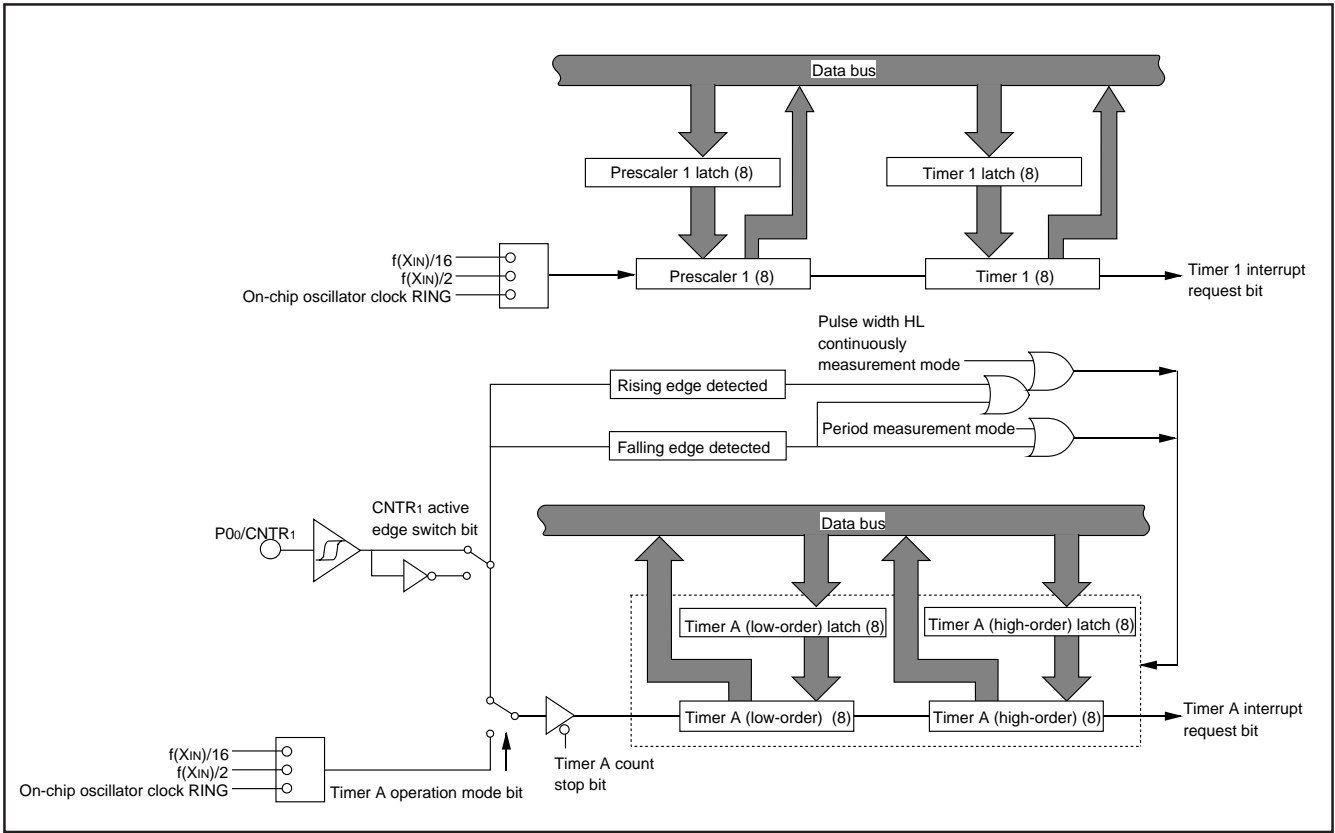 Data bus
Prescaler 1 latch (8)
Timer 1 latch (8)
f(XIN)/16
f(XIN)/2
On-chip oscillator clock RING
Prescaler 1 (8)
Timer 1 (8)
Timer 1 interrupt
request bit
Pulse width HL
continuously
measurement mode
Rising edge detected
Period measurement mode
Falling edge detected
CNTR1 active
edge switch bit
P00/CNTR1
Data bus
Timer A (low-order) latch (8)
Timer A (high-order) latch (8)
Timer A (low-order) (8)
Timer A (high-order) (8)
Timer A interrupt
request bit
f(XIN)/16
f(XIN)/2
On-chip oscillator clock RING
Timer A operation mode bit
Timer A count
stop bit